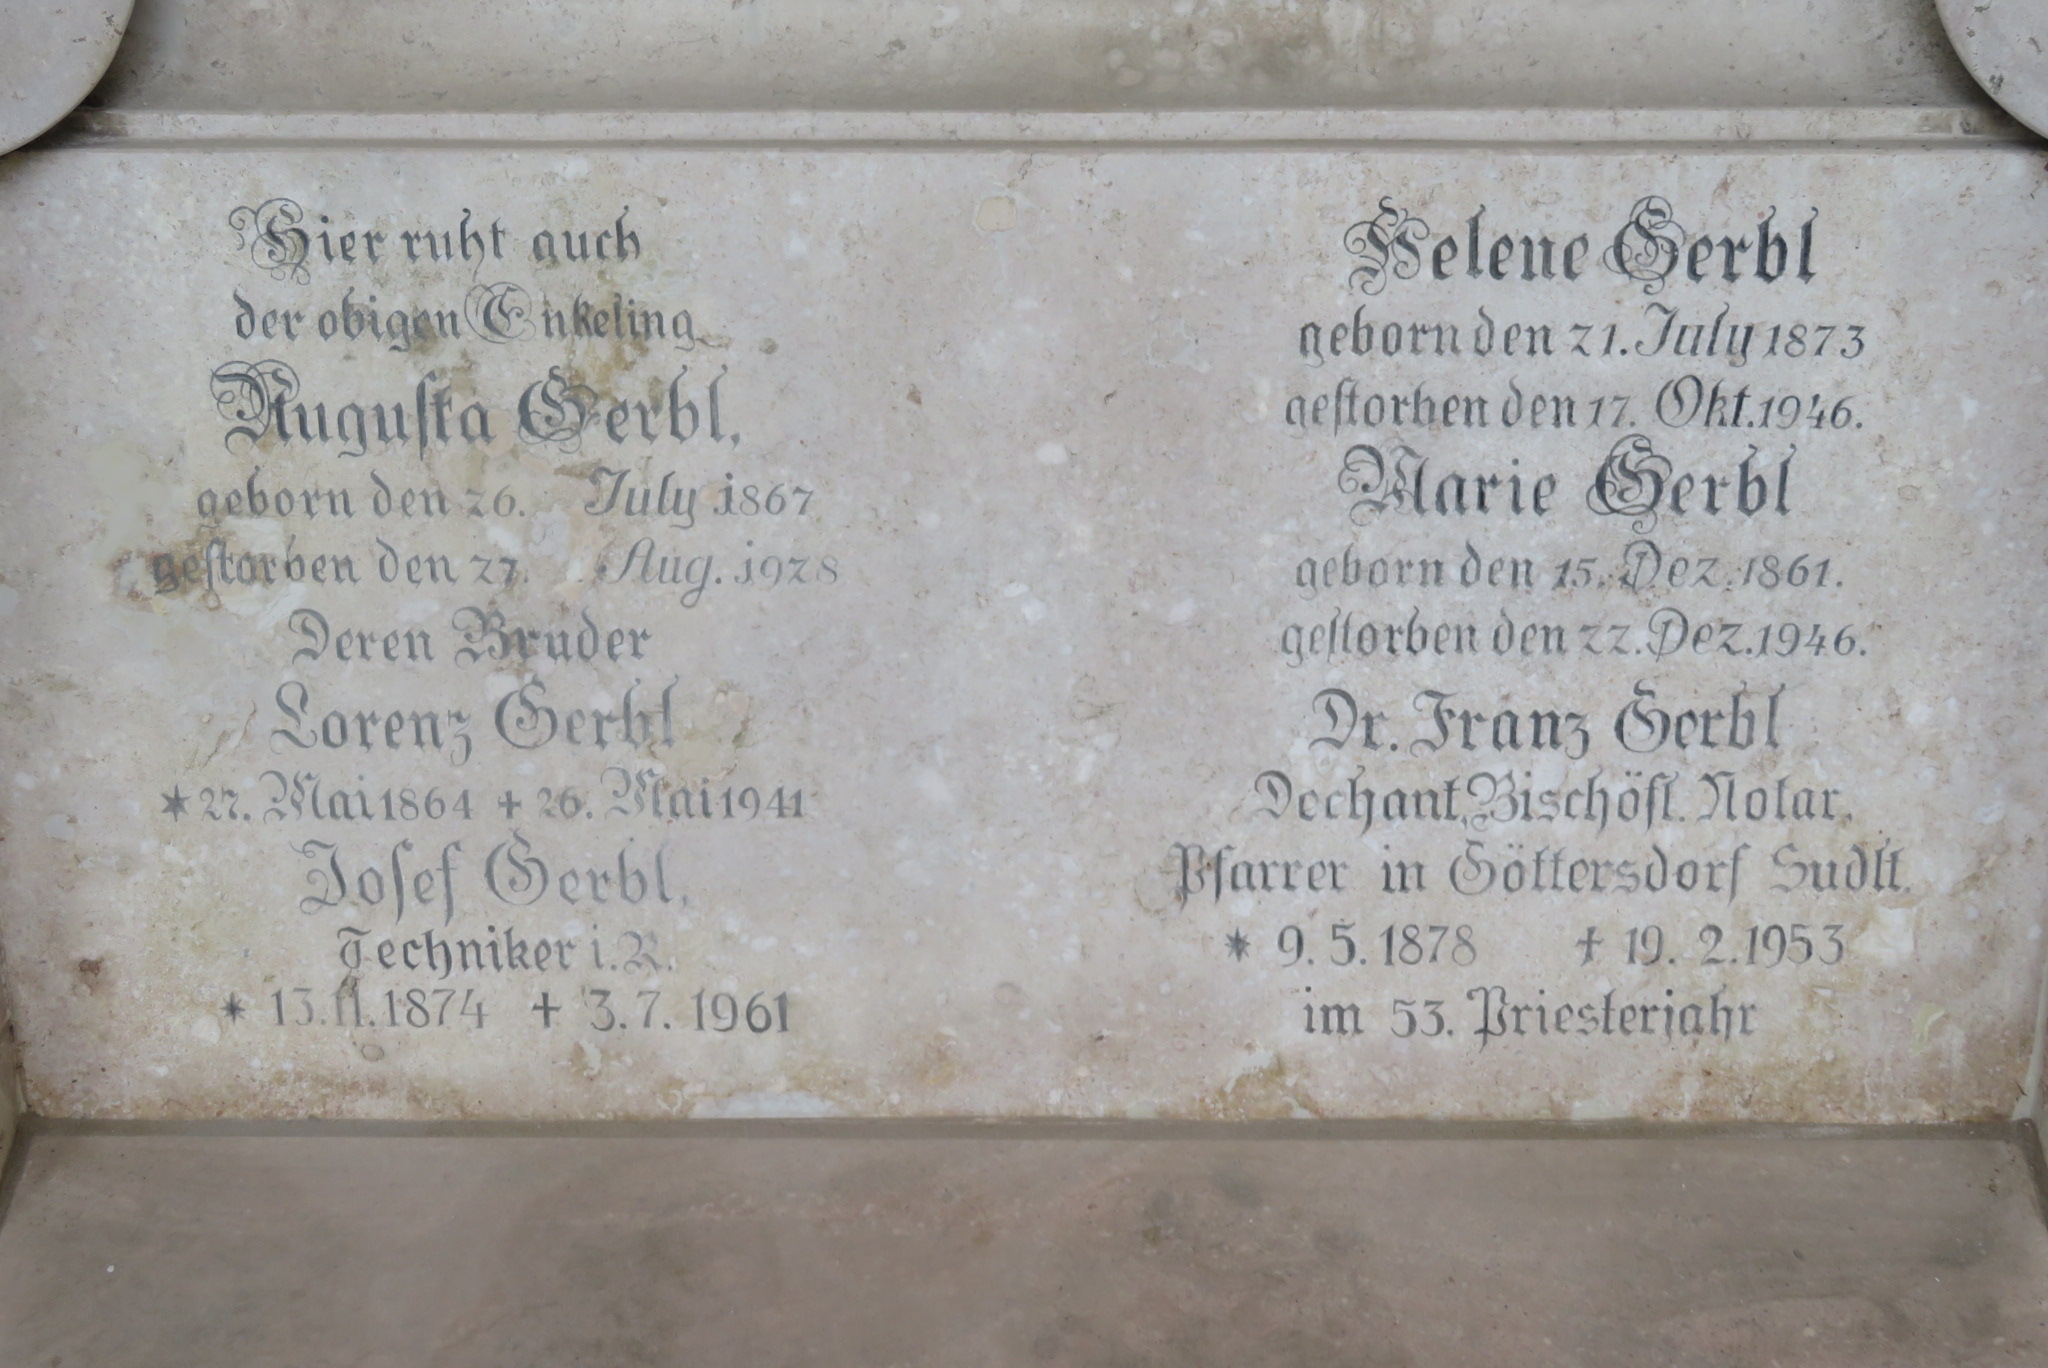 Hier ruht auch
der obigen Enkeling
Augusta Gerbl,
geborn den 26. July 1867
gestorben den 27. Aug. 1928
Deren Bruder
Lorenz Gerbl
* 27. Mai 1864 + 26. Mai 1941
Josef Gerbl,
Techniker i.R.
* 13.11.1874 + 3.7.1961
Helene Gerbl
geborn den 21. July 1873
gestorben den 17. Okt. 1946.
Marie Gerbl
geborn den 15. Dez. 1861.
gestorben den 22. Dez. 1946.
Dr. Franz Gerbl
Dechant, Bischöfl. Notar,
Pfarrer in Göttersdorf Sudlt.
* 9.5.1878 + 19.2.1953
im 53. Priesterjahr